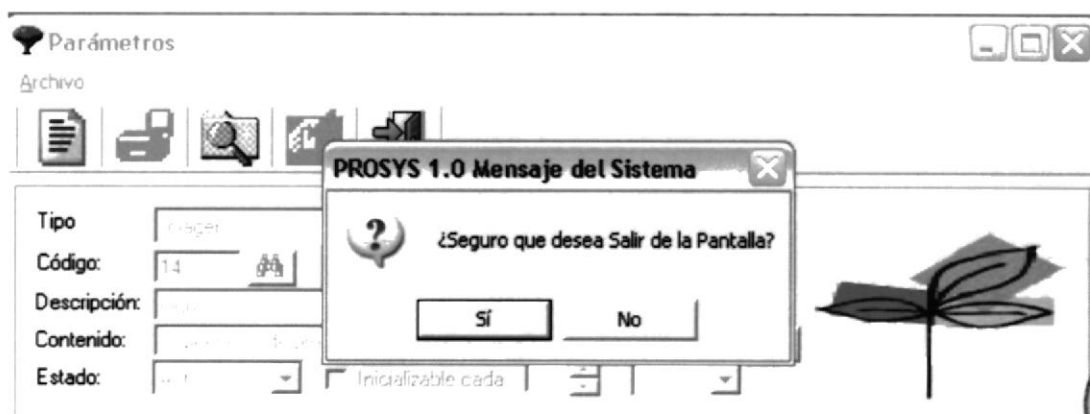 Parámetros
Archivo
PROSYS 1.0 Mensaje del Sistema
¿Seguro que desea Salir de la Pantalla?
Sí No
Tipo
Código: 14
Descripción:
Contenido:
Estado: Inicializable cada